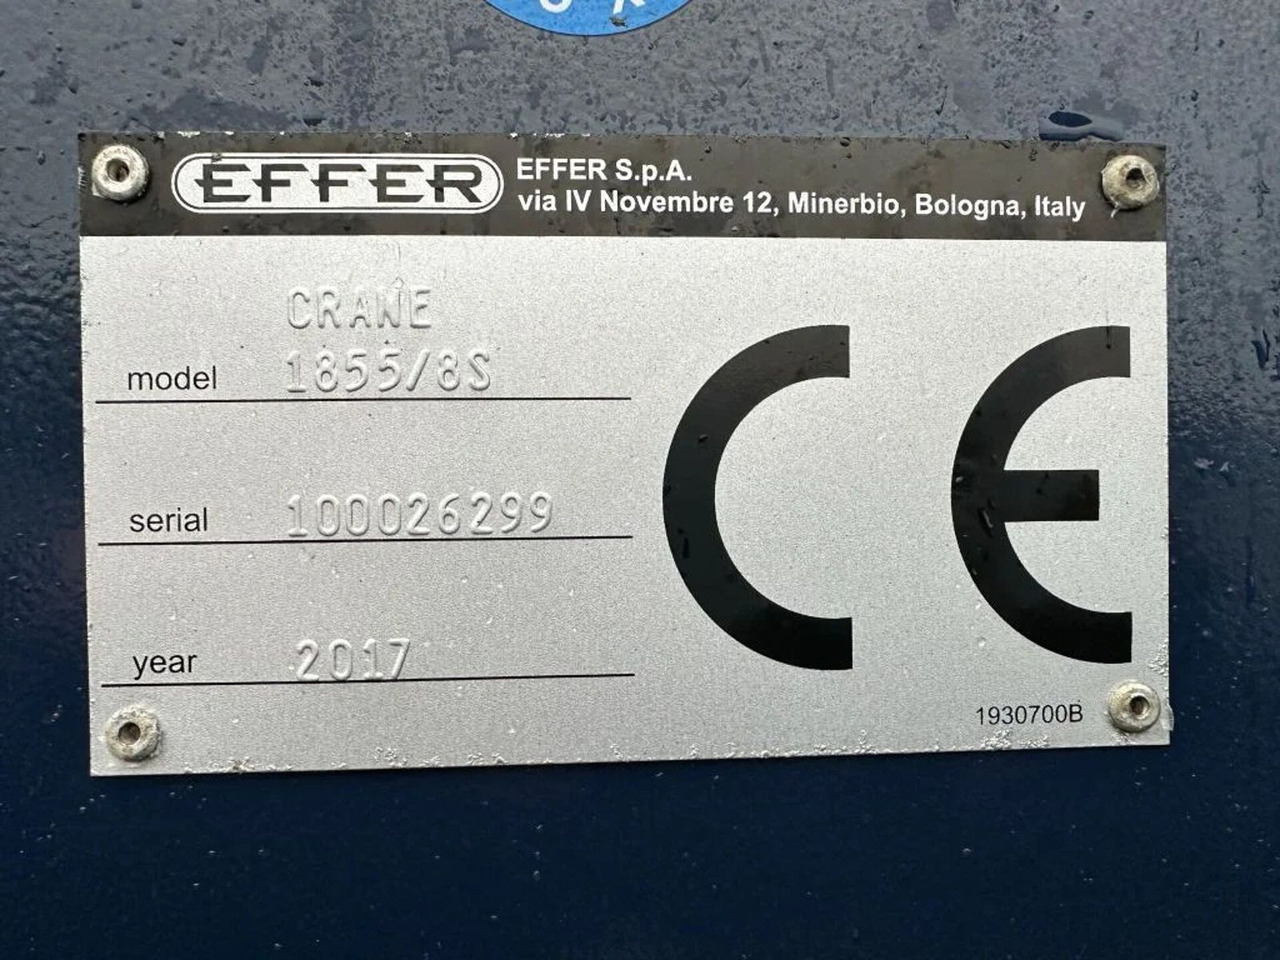 EFFER
EFFER S.p.A.
via IV Novembre 12, Minerbio, Bologna, Italy
CRANE
model 1855/8S
serial 100026299
year 2017
CE
1930700B